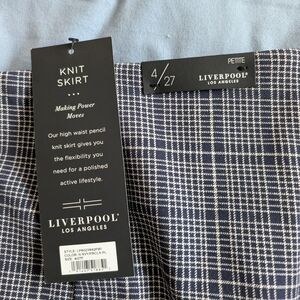 KNIT
SKIRT
Making Power
Moves
Our high waist pencil
knit skirt gives you
the flexibility you
need for a polished
active lifestyle.
LIVERPOOL
LOS ANGELES
4/27
PETITE
LIVERPOOL
LOS ANGELES